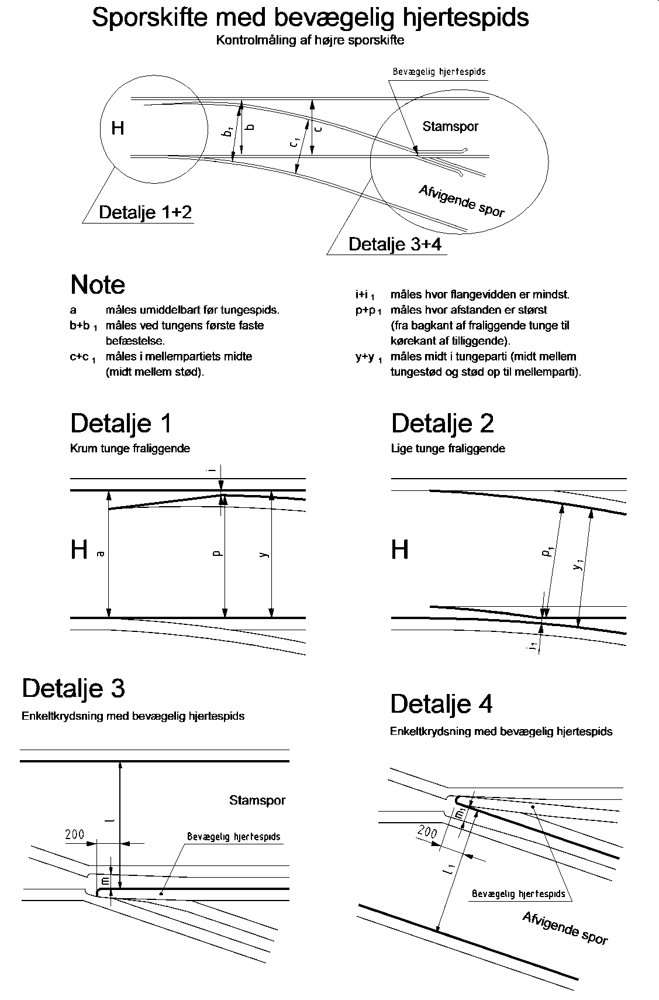 Sporskifte med bevægelig hjertespids
Kontrolmåling af højre sporskifte
Bevægelig hjertespids
H
b1
b
c1
c
Stamspor
Afvigende spor
Detalje 1+2
Detalje 3+4
Note
a måles umiddelbart før tungespids.
b+b 1 måles ved tungens første faste
befæstelse.
c+c 1 måles i mellempartiets midte
(midt mellem stød).
i+i 1 måles hvor flangevidden er mindst.
p+p 1 måles hvor afstanden er størst
(fra bagkant af fraliggende tunge til
kørekant af tilliggende).
y+y 1 måles midt i tungeparti (midt mellem
tungestød og stød op til mellemparti).
Detalje 1
Krum tunge fraliggende
i
H
a
p
y
Detalje 2
Lige tunge fraliggende
H
p1
y1
i1
Detalje 3
Enkeltkrydsning med bevægelig hjertespids
Stamspor
l
200
Bevægelig hjertespids
m
Detalje 4
Enkeltkrydsning med bevægelig hjertespids
m1
200
l1
Bevægelig hjertespids
Afvigende spor